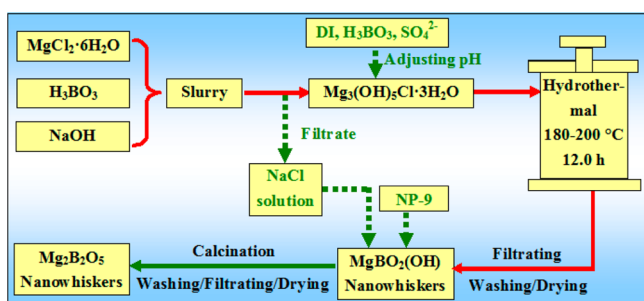 MgCl₂·6H₂O
H₃BO₃
NaOH
Slurry
DI, H₃BO₃, SO₄²⁻
Adjusting pH
Mg₃(OH)₅Cl·3H₂O
Hydrother-
mal
180-200 °C
12.0 h
Filtrate
NaCl
solution
NP-9
Mg₂B₂O₅
Nanowhiskers
Calcination
Washing/Filtrating/Drying
MgBO₂(OH)
Nanowhiskers
Filtrating
Washing/Drying